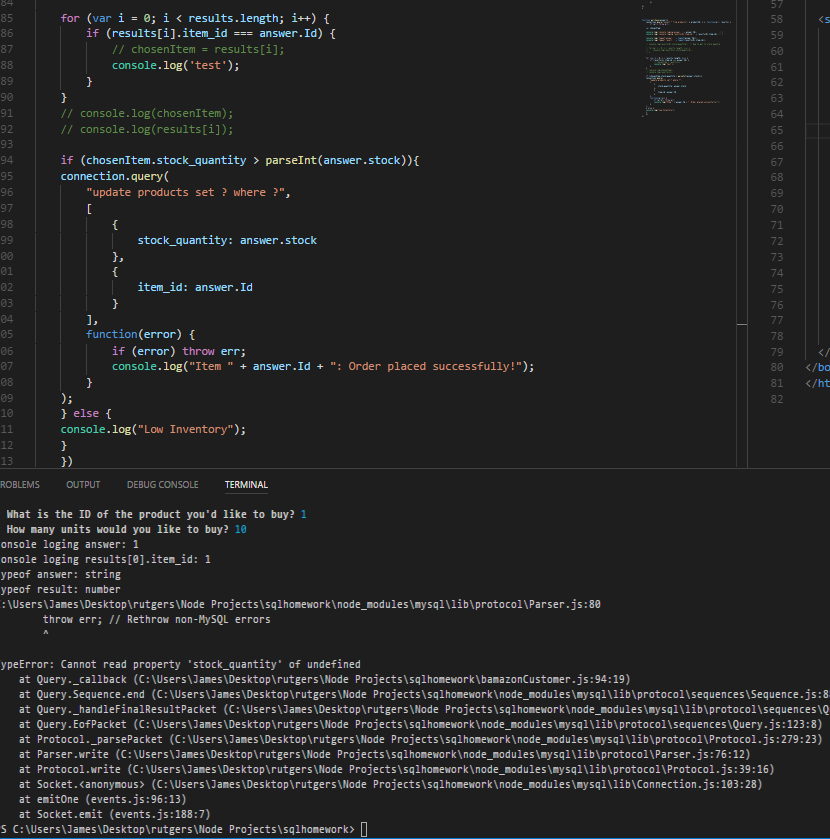 84
85 for (var i = 0; i < results.length; i++) {
86 if (results[i].item_id === answer.Id) {
87 // chosenItem = results[i];
88 console.log('test');
89 }
90 }
91 // console.log(chosenItem);
92 // console.log(results[i]);
93
94 if (chosenItem.stock_quantity > parseInt(answer.stock)){
95 connection.query(
96 "update products set ? where ?",
97 [
98 {
99 stock_quantity: answer.stock
00 },
01 {
02 item_id: answer.Id
03 }
04 ],
05 function(error) {
06 if (error) throw err;
07 console.log("Item " + answer.Id + ": Order placed successfully!");
08 }
09 );
10 } else {
11 console.log("Low Inventory");
12 }
13 })
57
58 <s
59
60
61
62
63
64
65
66
67
68
69
70
71
72
73
74
75
76
77
78
79 </
80 </bo
81 </ht
82
ROBLEMS OUTPUT DEBUG CONSOLE TERMINAL
What is the ID of the product you'd like to buy? 1
How many units would you like to buy? 10
onsole loging answer: 1
onsole loging results[0].item_id: 1
ypeof answer: string
ypeof result: number
:\Users\James\Desktop\rutgers\Node Projects\sqlhomework\node_modules\mysql\lib\protocol\Parser.js:80
throw err; // Rethrow non-MySQL errors
^
ypeError: Cannot read property 'stock_quantity' of undefined
at Query._callback (C:\Users\James\Desktop\rutgers\Node Projects\sqlhomework\bamazonCustomer.js:94:19)
at Query.Sequence.end (C:\Users\James\Desktop\rutgers\Node Projects\sqlhomework\node_modules\mysql\lib\protocol\sequences\Sequence.js:88
at Query._handleFinalResultPacket (C:\Users\James\Desktop\rutgers\Node Projects\sqlhomework\node_modules\mysql\lib\protocol\sequences\Q
at Query.EofPacket (C:\Users\James\Desktop\rutgers\Node Projects\sqlhomework\node_modules\mysql\lib\protocol\sequences\Query.js:123:8)
at Protocol._parsePacket (C:\Users\James\Desktop\rutgers\Node Projects\sqlhomework\node_modules\mysql\lib\protocol\Protocol.js:279:23)
at Parser.write (C:\Users\James\Desktop\rutgers\Node Projects\sqlhomework\node_modules\mysql\lib\protocol\Parser.js:76:12)
at Protocol.write (C:\Users\James\Desktop\rutgers\Node Projects\sqlhomework\node_modules\mysql\lib\protocol\Protocol.js:39:16)
at Socket.<anonymous> (C:\Users\James\Desktop\rutgers\Node Projects\sqlhomework\node_modules\mysql\lib\Connection.js:103:28)
at emitOne (events.js:96:13)
at Socket.emit (events.js:188:7)
S C:\Users\James\Desktop\rutgers\Node Projects\sqlhomework>